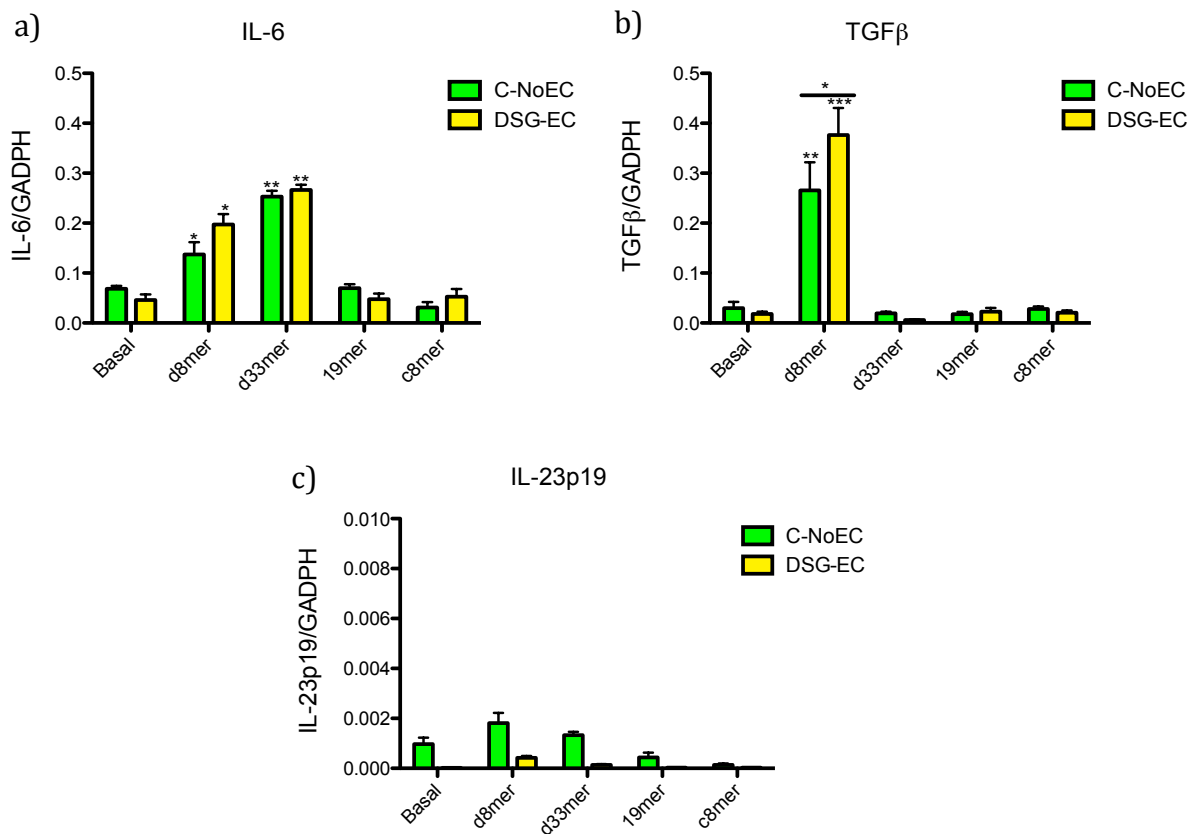 a)
IL-6
C-NoEC
DSG-EC
IL-6/GADPH
0.5
0.4
0.3
0.2
0.1
0.0
* * ** **
Basal d8mer d33mer 19mer c8mer
b)
TGFβ
C-NoEC
DSG-EC
TGFβ/GADPH
0.5
0.4
0.3
0.2
0.1
0.0
*
** ***
Basal d8mer d33mer 19mer c8mer
c)
IL-23p19
C-NoEC
DSG-EC
IL-23p19/GADPH
0.010
0.008
0.006
0.004
0.002
0.000
Basal d8mer d33mer 19mer c8mer